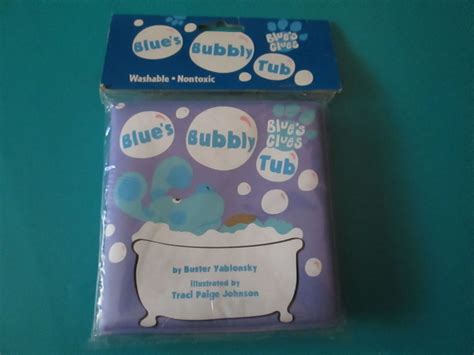 Blue's
Bubbly
Tub
BLUE'S
CLUES
Washable • Nontoxic
Blue's
Bubbly
Tub
BLUE'S
CLUES
by Buster Yablonsky
illustrated by
Traci Paige Johnson